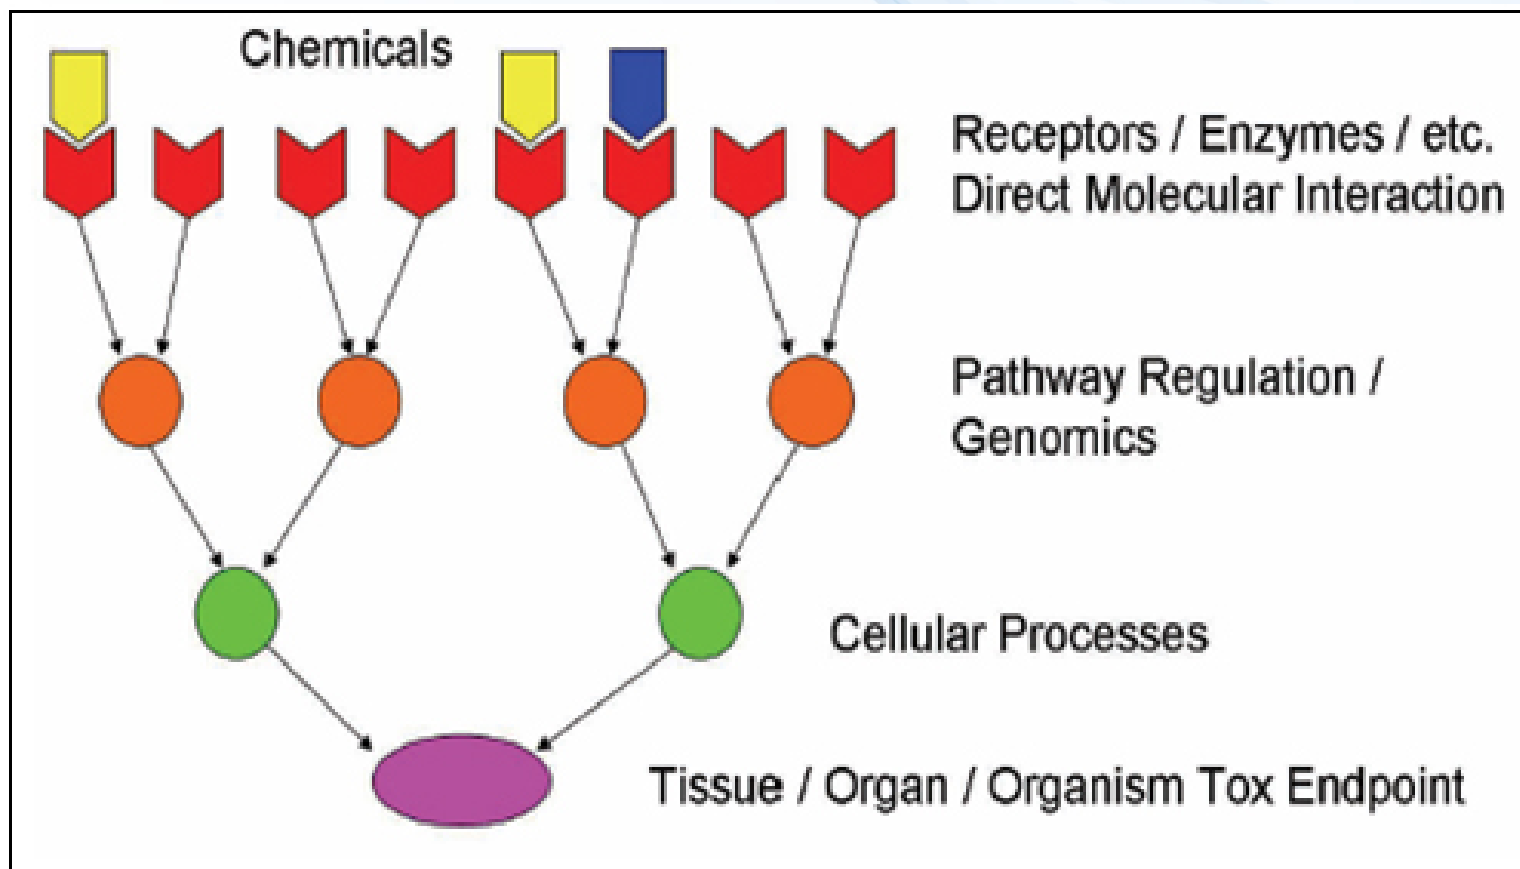 Chemicals
Receptors / Enzymes / etc.
Direct Molecular Interaction
Pathway Regulation /
Genomics
Cellular Processes
Tissue / Organ / Organism Tox Endpoint